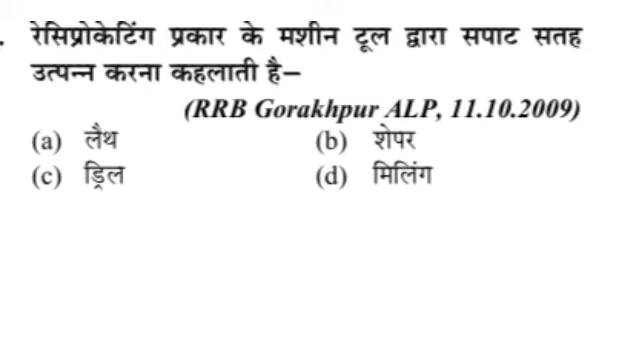 . रेसिप्रोकेटिंग प्रकार के मशीन टूल द्वारा सपाट सतह
उत्पन्न करना कहलाती है–
(RRB Gorakhpur ALP, 11.10.2009)
(a) लैथ (b) शेपर
(c) ड्रिल (d) मिलिंग